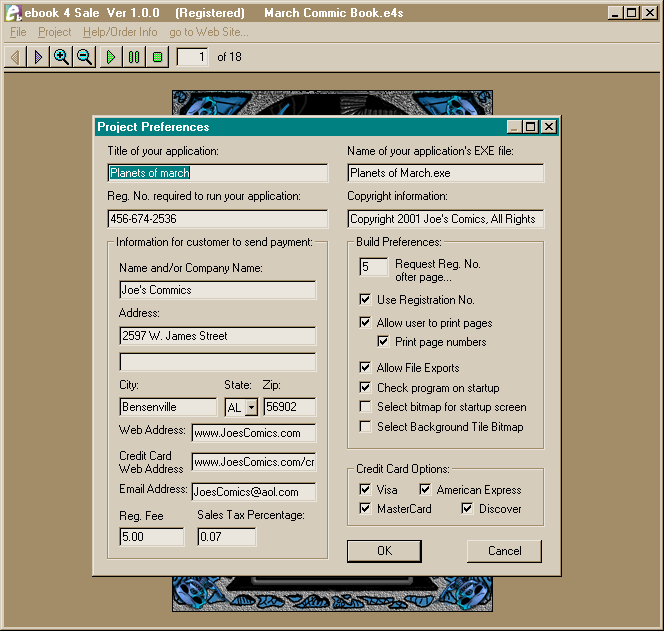 ebook 4 Sale Ver 1.0.0 (Registered) March Commic Book.e4s
File Project Help/Order Info go to Web Site...
1 of 18
Project Preferences
Title of your application:
Planets of march
Name of your application's EXE file:
Planets of March.exe
Reg. No. required to run your application:
456-674-2536
Copyright information:
Copyright 2001 Joe's Comics, All Rights
Information for customer to send payment:
Name and/or Company Name:
Joe's Commics
Address:
2597 W. James Street
City: State: Zip:
Bensenville AL 56902
Web Address: www.JoesComics.com
Credit Card
Web Address www.JoesComics.com/cr
Email Address: JoesComics@aol.com
Reg. Fee Sales Tax Percentage:
5.00 0.07
Build Preferences:
5 Request Reg. No.
ofter page...
Use Registration No.
Allow user to print pages
Print page numbers
Allow File Exports
Check program on startup
Select bitmap for startup screen
Select Background Tile Bitmap
Credit Card Options:
Visa American Express
MasterCard Discover
OK Cancel